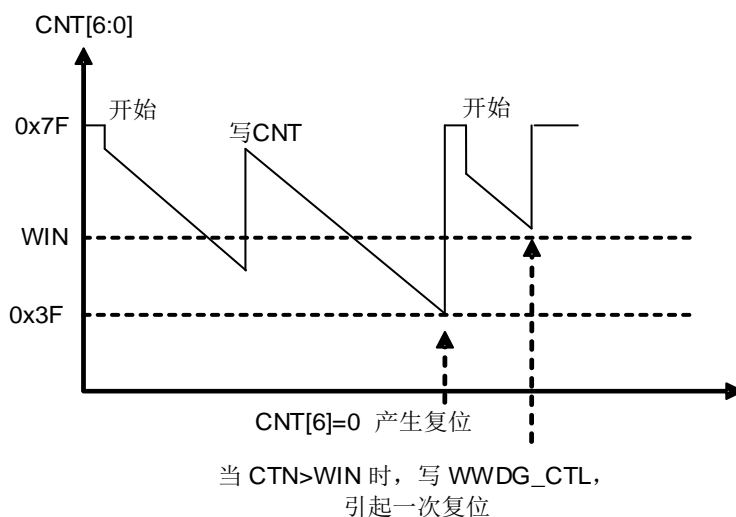 CNT[6:0]
开始
开始
0x7F
写CNT
WIN
0x3F
CNT[6]=0 产生复位
当 CTN>WIN 时，写 WWDG_CTL，
引起一次复位